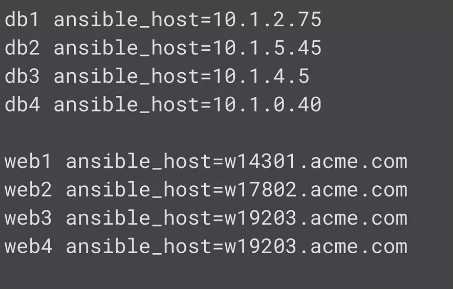 db1 ansible_host=10.1.2.75
db2 ansible_host=10.1.5.45
db3 ansible_host=10.1.4.5
db4 ansible_host=10.1.0.40
web1 ansible_host=w14301.acme.com
web2 ansible_host=w17802.acme.com
web3 ansible_host=w19203.acme.com
web4 ansible_host=w19203.acme.com